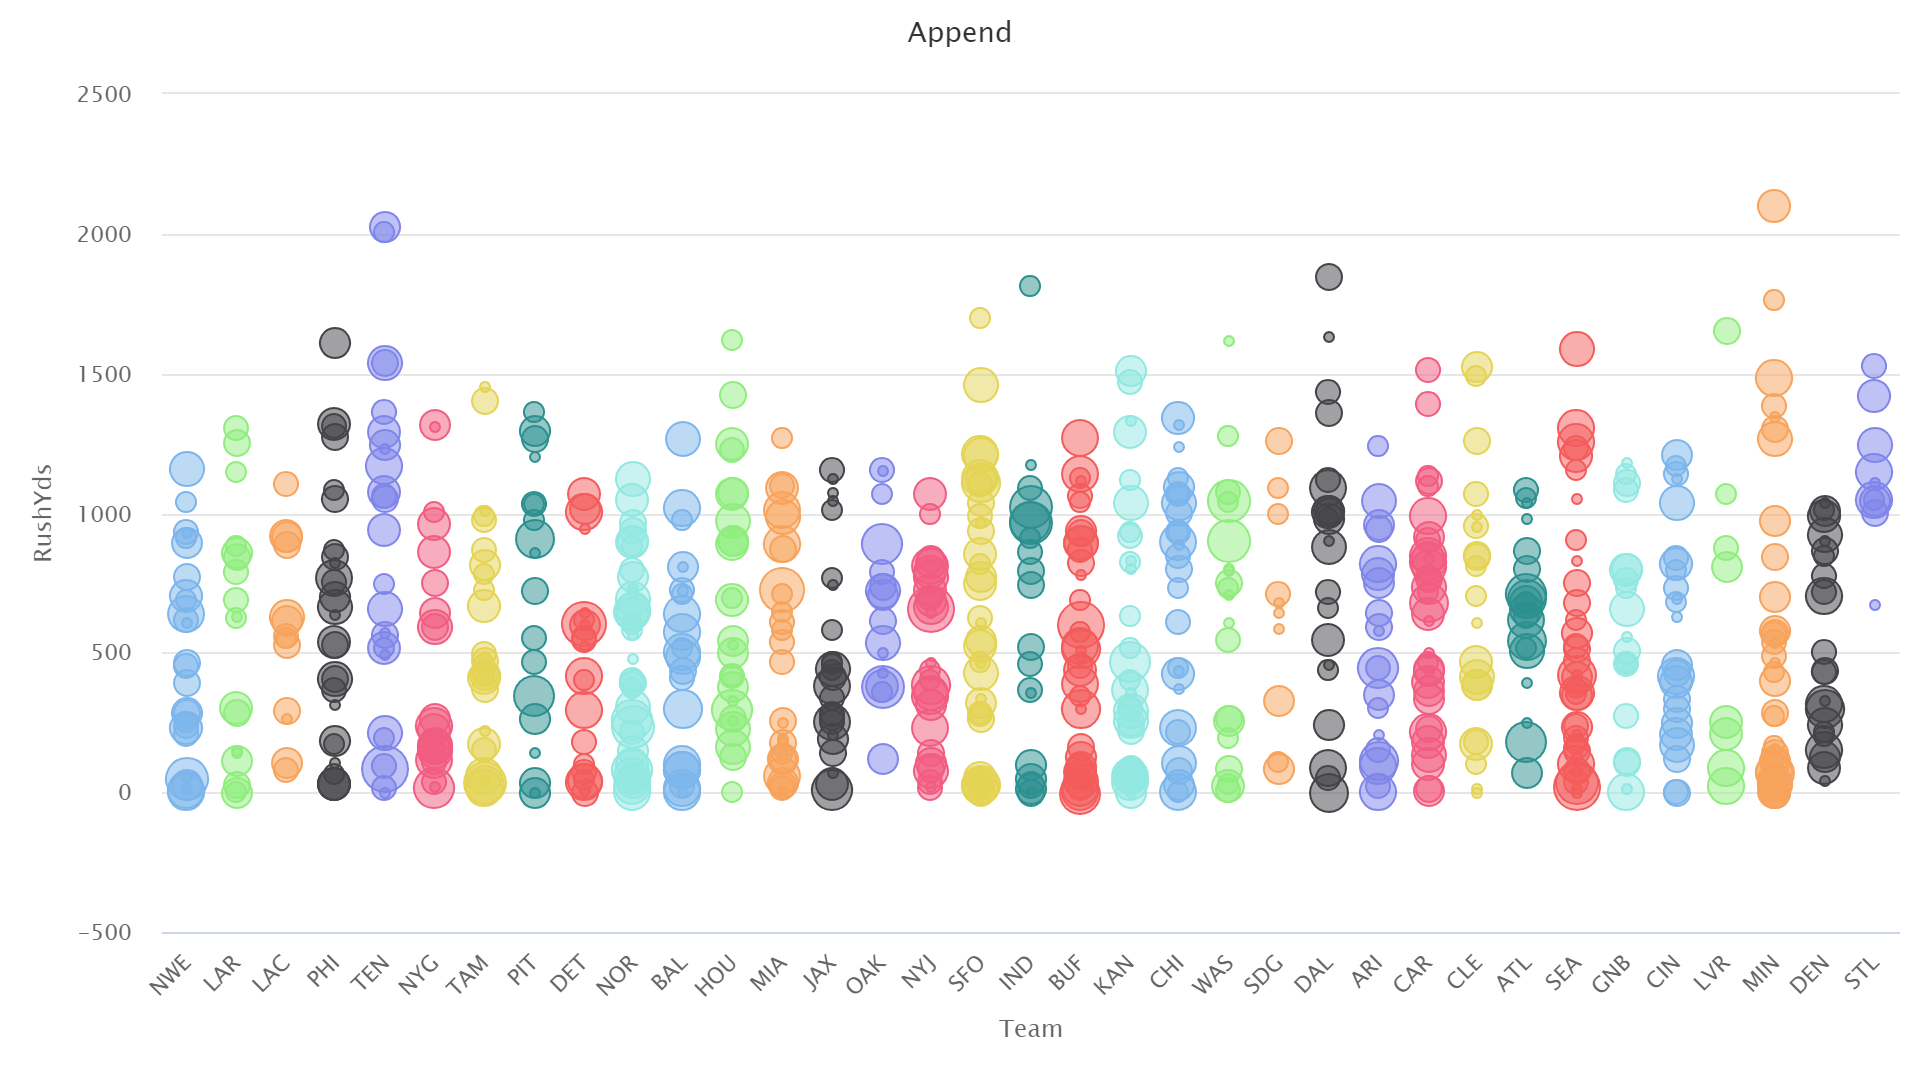 Append
RushYds
2500
2000
1500
1000
500
0
-500
NWE LAR LAC PHI TEN NYG TAM PIT DET NOR BAL HOU MIA JAX OAK NYJ SFO IND BUF KAN CHI WAS SDG DAL ARI CAR CLE ATL SEA GNB CIN LVR MIN DEN STL
Team